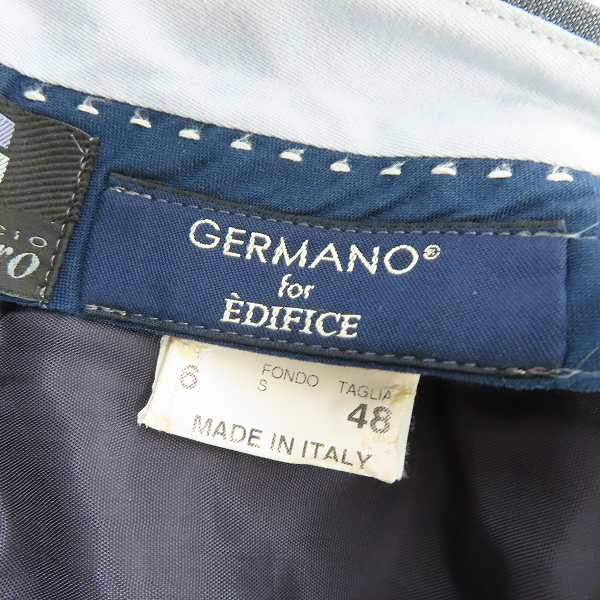 GERMANO®
for
ÈDIFICE
FONDO TAGLIA
6 S 48
MADE IN ITALY